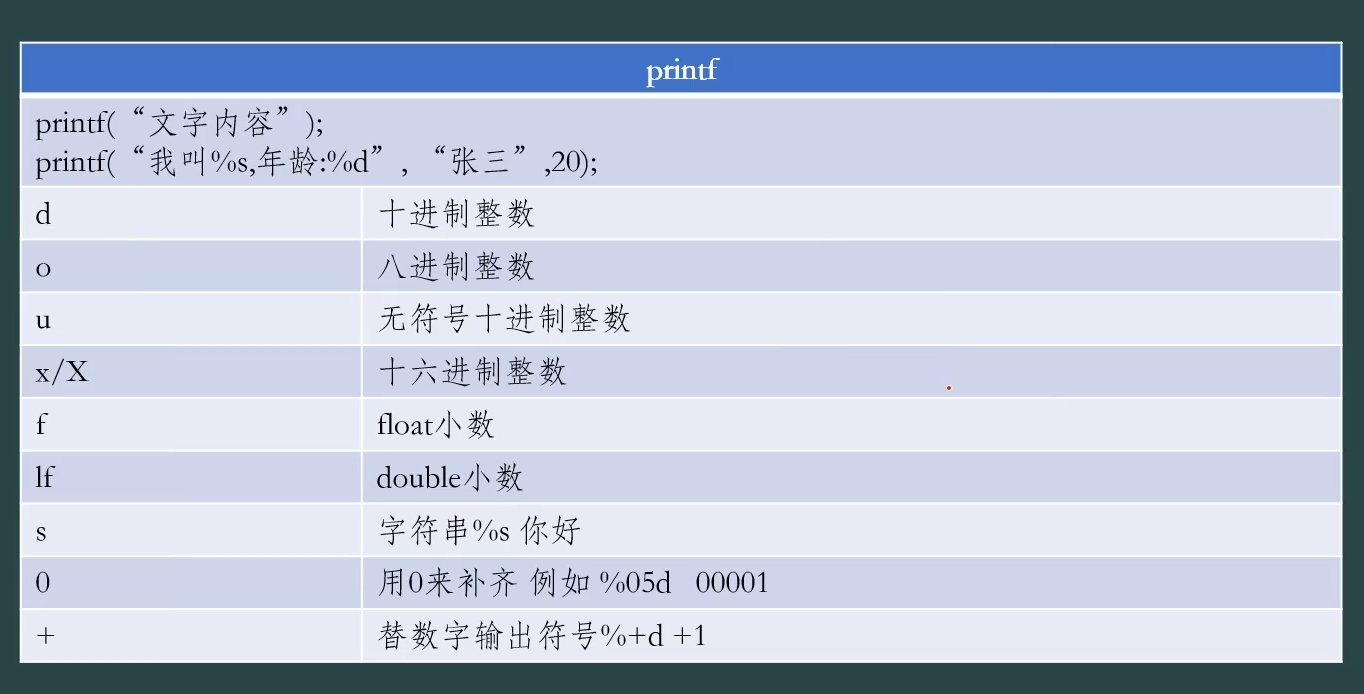 printf
printf(“文字内容”);
printf(“我叫%s,年龄:%d”, “张三”,20);
d 十进制整数
o 八进制整数
u 无符号十进制整数
x/X 十六进制整数
f float小数
lf double小数
s 字符串%s 你好
0 用0来补齐 例如 %05d 00001
+ 替数字输出符号%+d +1